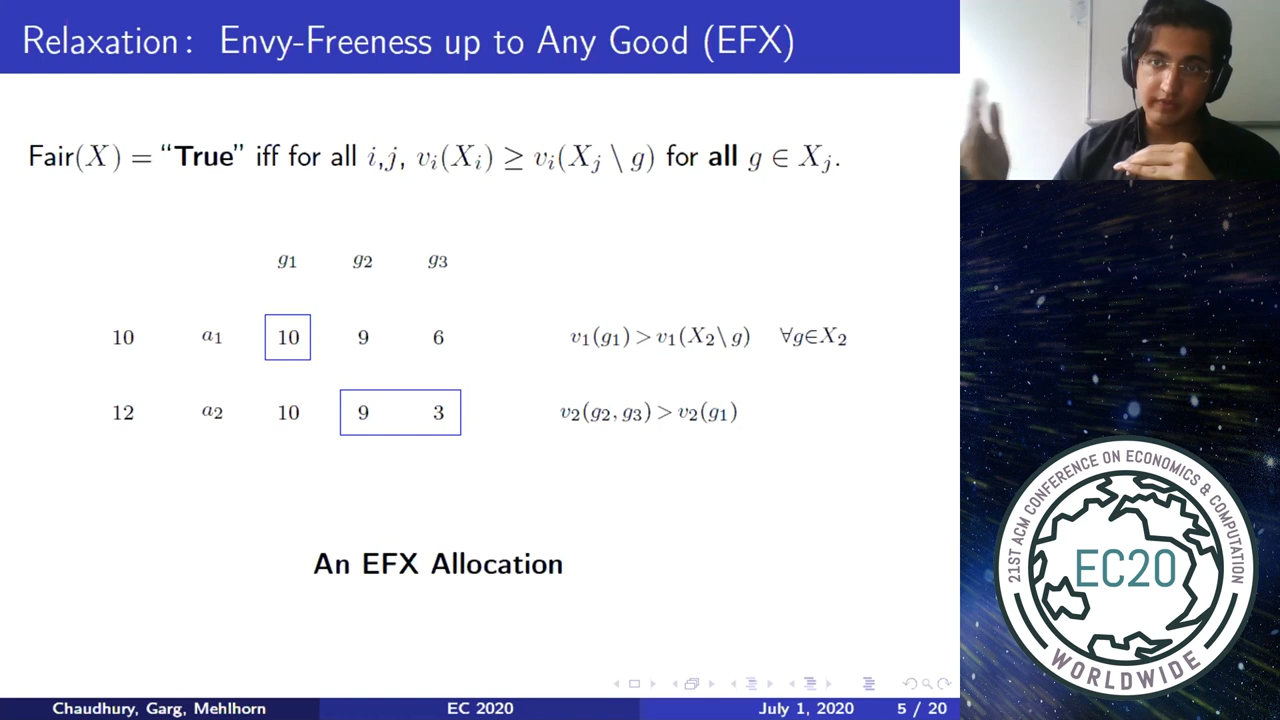 Relaxation: Envy-Freeness up to Any Good (EFX)
Fair(X) = “True” iff for all i,j, v_i(X_i) ≥ v_i(X_j \ g) for all g ∈ X_j.
g1 g2 g3
10 a1 10 9 6 v1(g1) > v1(X2 \ g) ∀g∈X2
12 a2 10 9 3 v2(g2, g3) > v2(g1)
An EFX Allocation
Chaudhury, Garg, Mehlhorn EC 2020 July 1, 2020 5 / 20
21ST ACM CONFERENCE ON ECONOMICS & COMPUTATION
EC20
WORLDWIDE